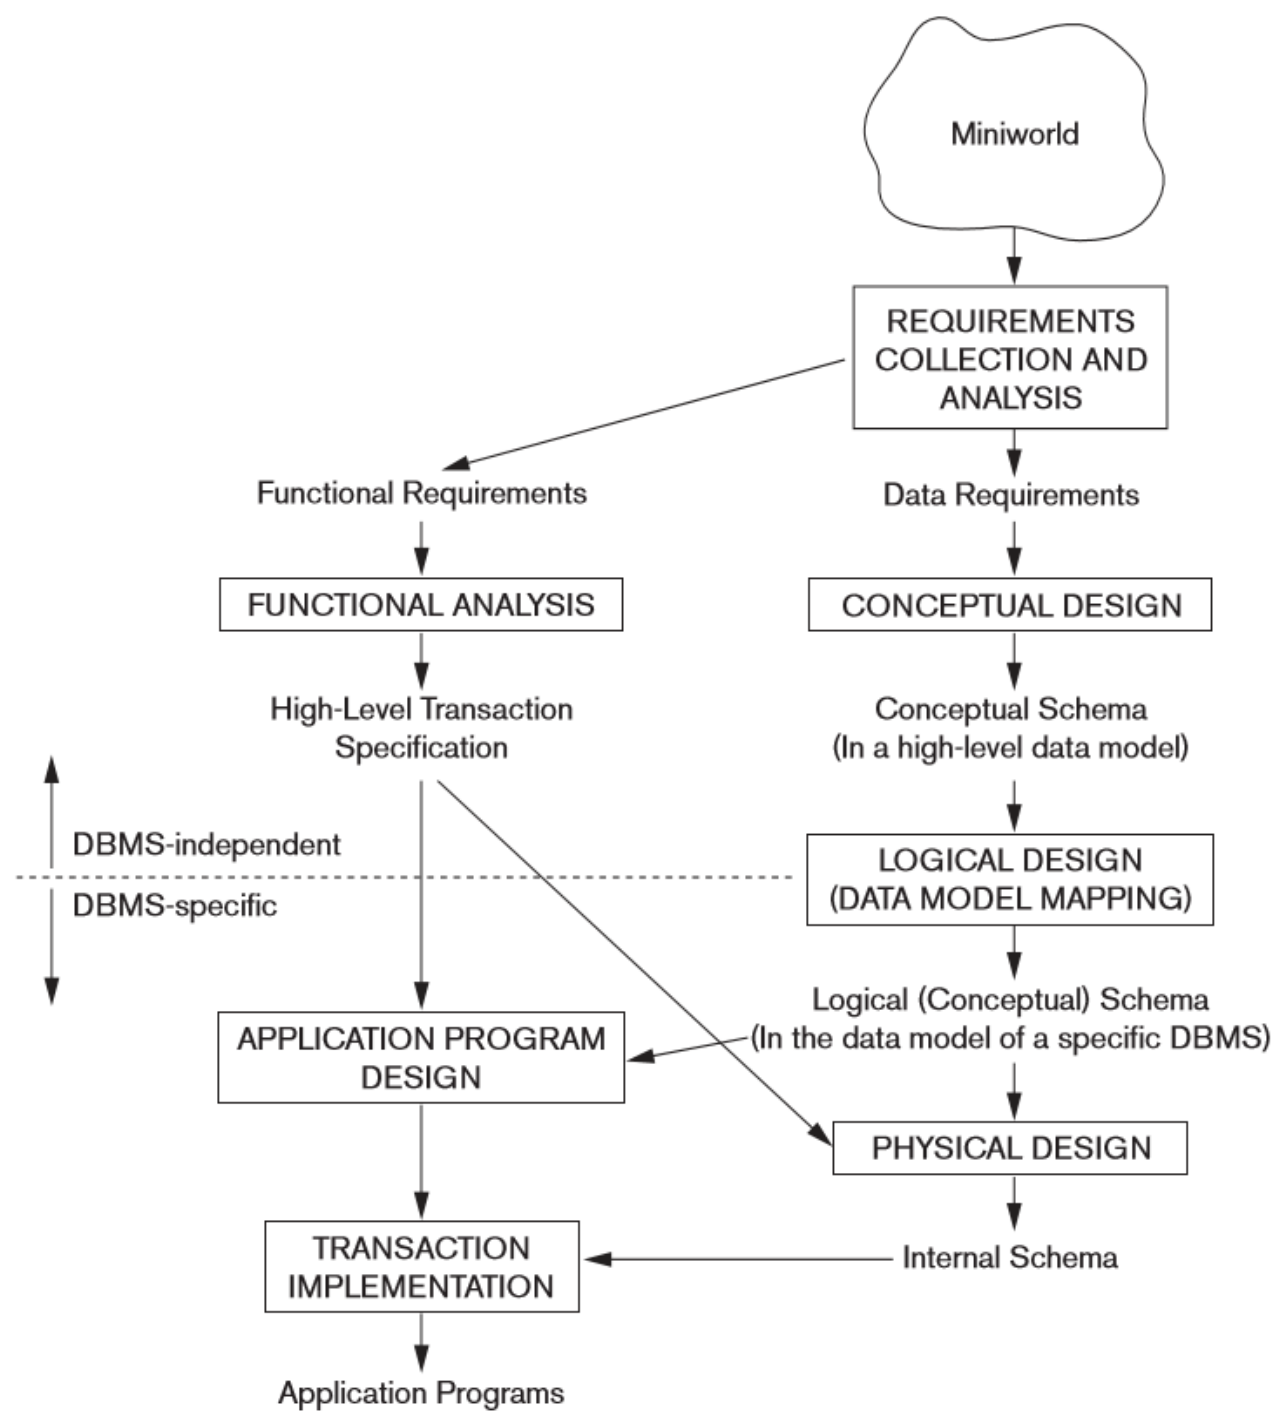 Miniworld
REQUIREMENTS
COLLECTION AND
ANALYSIS
Functional Requirements
Data Requirements
FUNCTIONAL ANALYSIS
CONCEPTUAL DESIGN
High-Level Transaction
Specification
Conceptual Schema
(In a high-level data model)
DBMS-independent
DBMS-specific
LOGICAL DESIGN
(DATA MODEL MAPPING)
Logical (Conceptual) Schema
(In the data model of a specific DBMS)
APPLICATION PROGRAM
DESIGN
PHYSICAL DESIGN
TRANSACTION
IMPLEMENTATION
Internal Schema
Application Programs